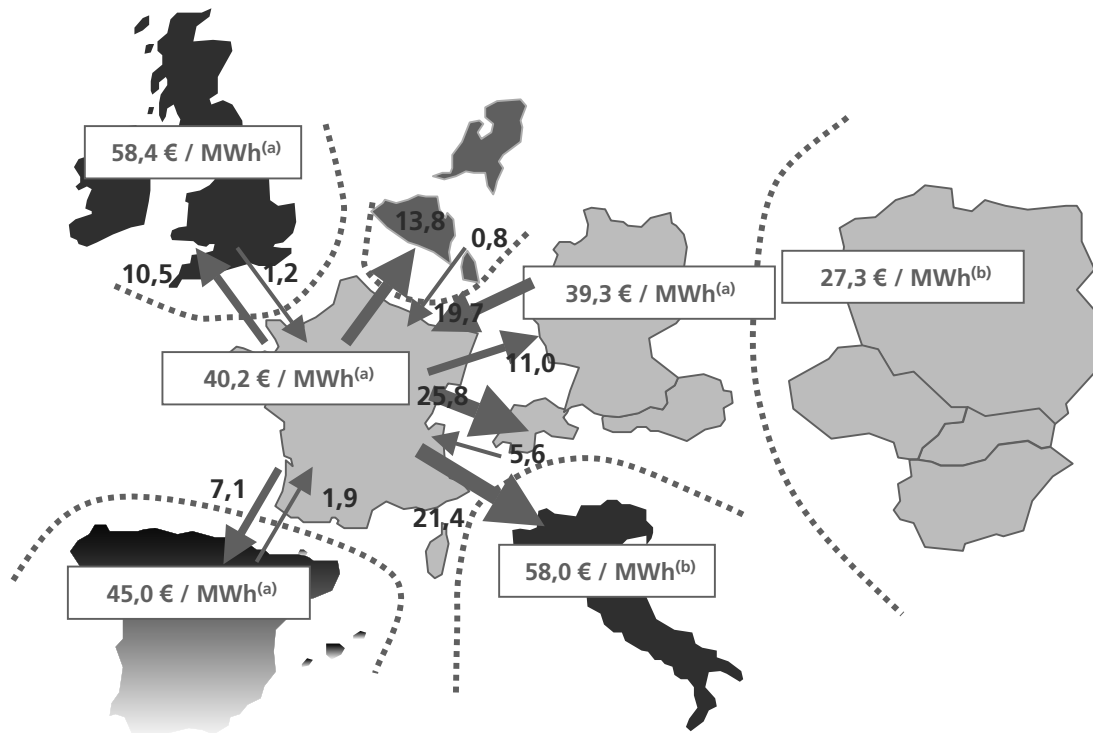 58,4 € / MWh(a)
13,8
0,8
10,5
1,2
39,3 € / MWh(a)
27,3 € / MWh(b)
19,7
40,2 € / MWh(a)
11,0
25,8
5,6
7,1
1,9
21,4
58,0 € / MWh(b)
45,0 € / MWh(a)